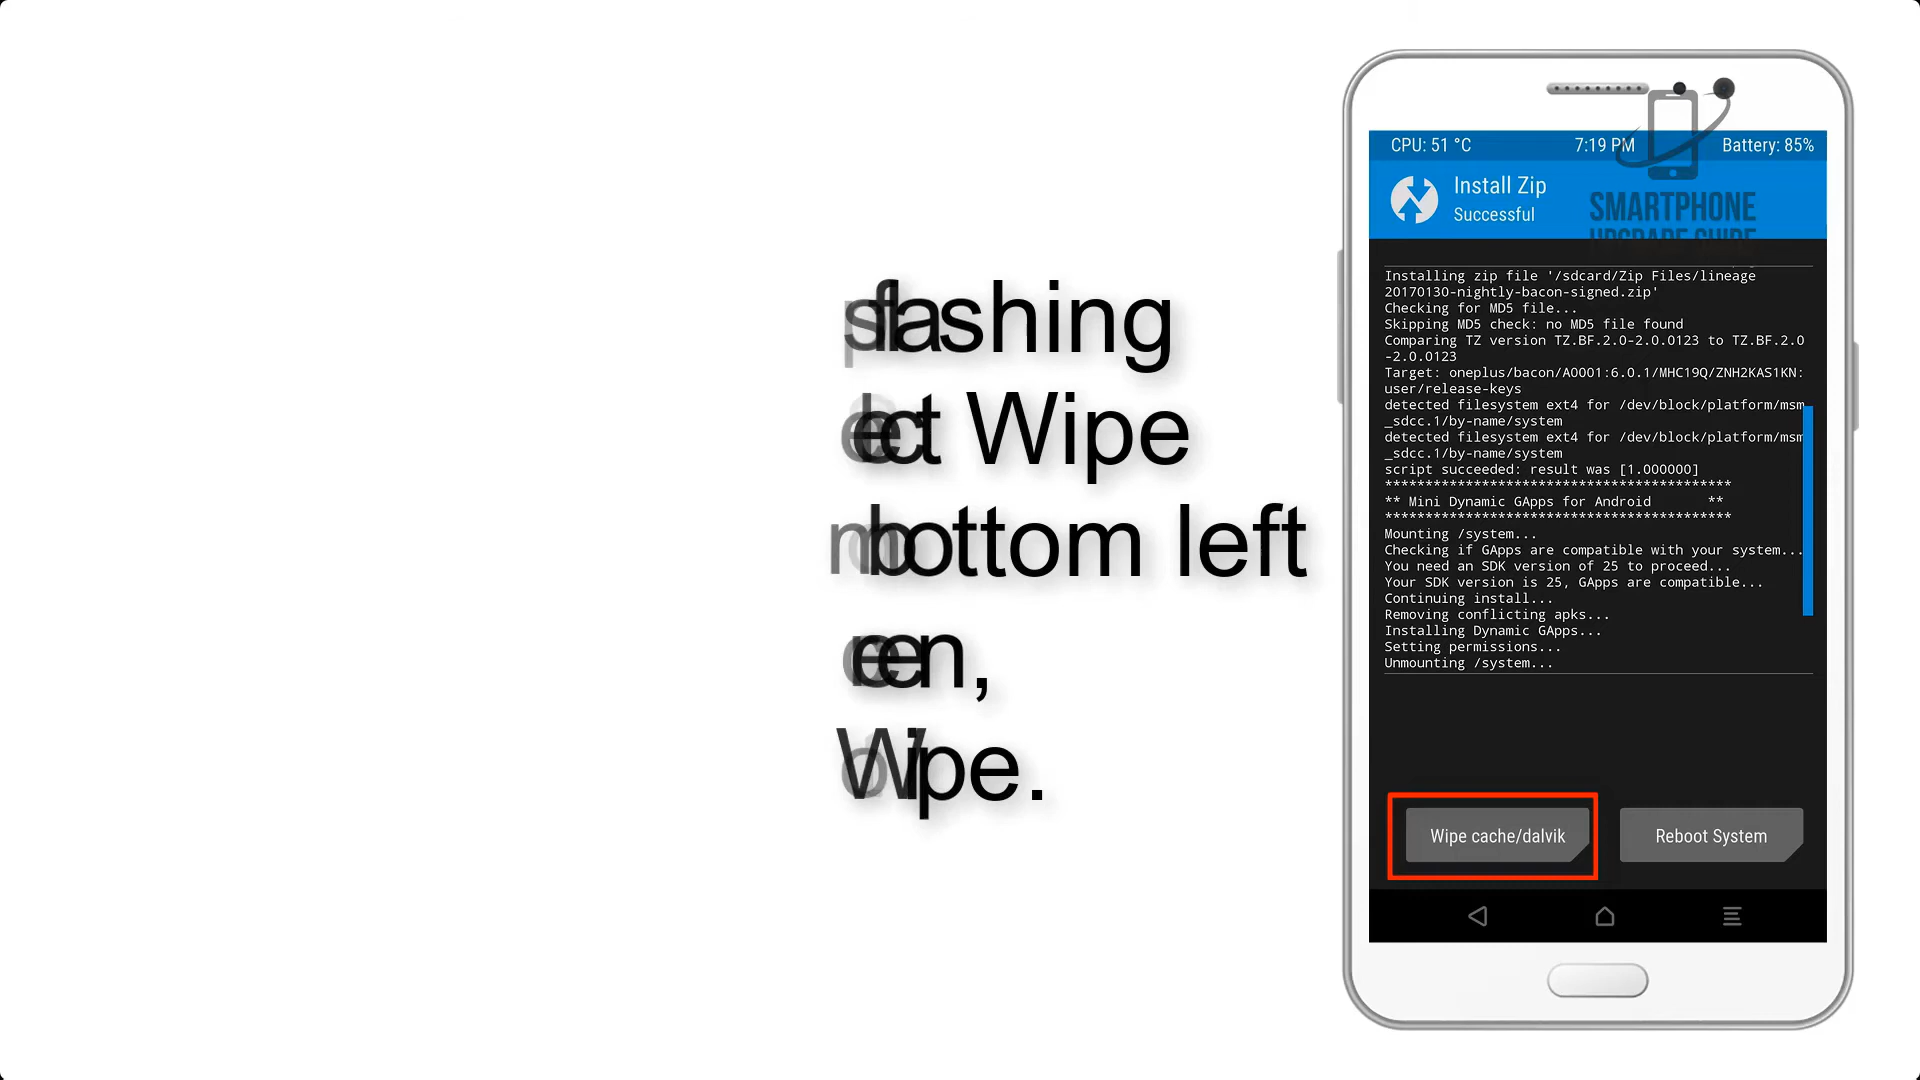 flashing
Wipe
bottom left
Wipe.
CPU: 51 °C 7:19 PM Battery: 85%
Install Zip
Successful
SMARTPHONE
UPGRADE GUIDE
Installing zip file '/sdcard/Zip Files/lineage
20170130-nightly-bacon-signed.zip'
Checking for MD5 file...
Skipping MD5 check: no MD5 file found
Comparing TZ version TZ.BF.2.0-2.0.0123 to TZ.BF.2.0
-2.0.0123
Target: oneplus/bacon/A0001:6.0.1/MHC19Q/ZNH2KAS1KN:
user/release-keys
detected filesystem ext4 for /dev/block/platform/msm
_sdcc.1/by-name/system
detected filesystem ext4 for /dev/block/platform/msm
_sdcc.1/by-name/system
script succeeded: result was [1.000000]
*******************************************
** Mini Dynamic GApps for Android **
*******************************************
Mounting /system...
Checking if GApps are compatible with your system...
You need an SDK version of 25 to proceed...
Your SDK version is 25, GApps are compatible...
Continuing install...
Removing conflicting apks...
Installing Dynamic GApps...
Setting permissions...
Unmounting /system...
Wipe cache/dalvik
Reboot System